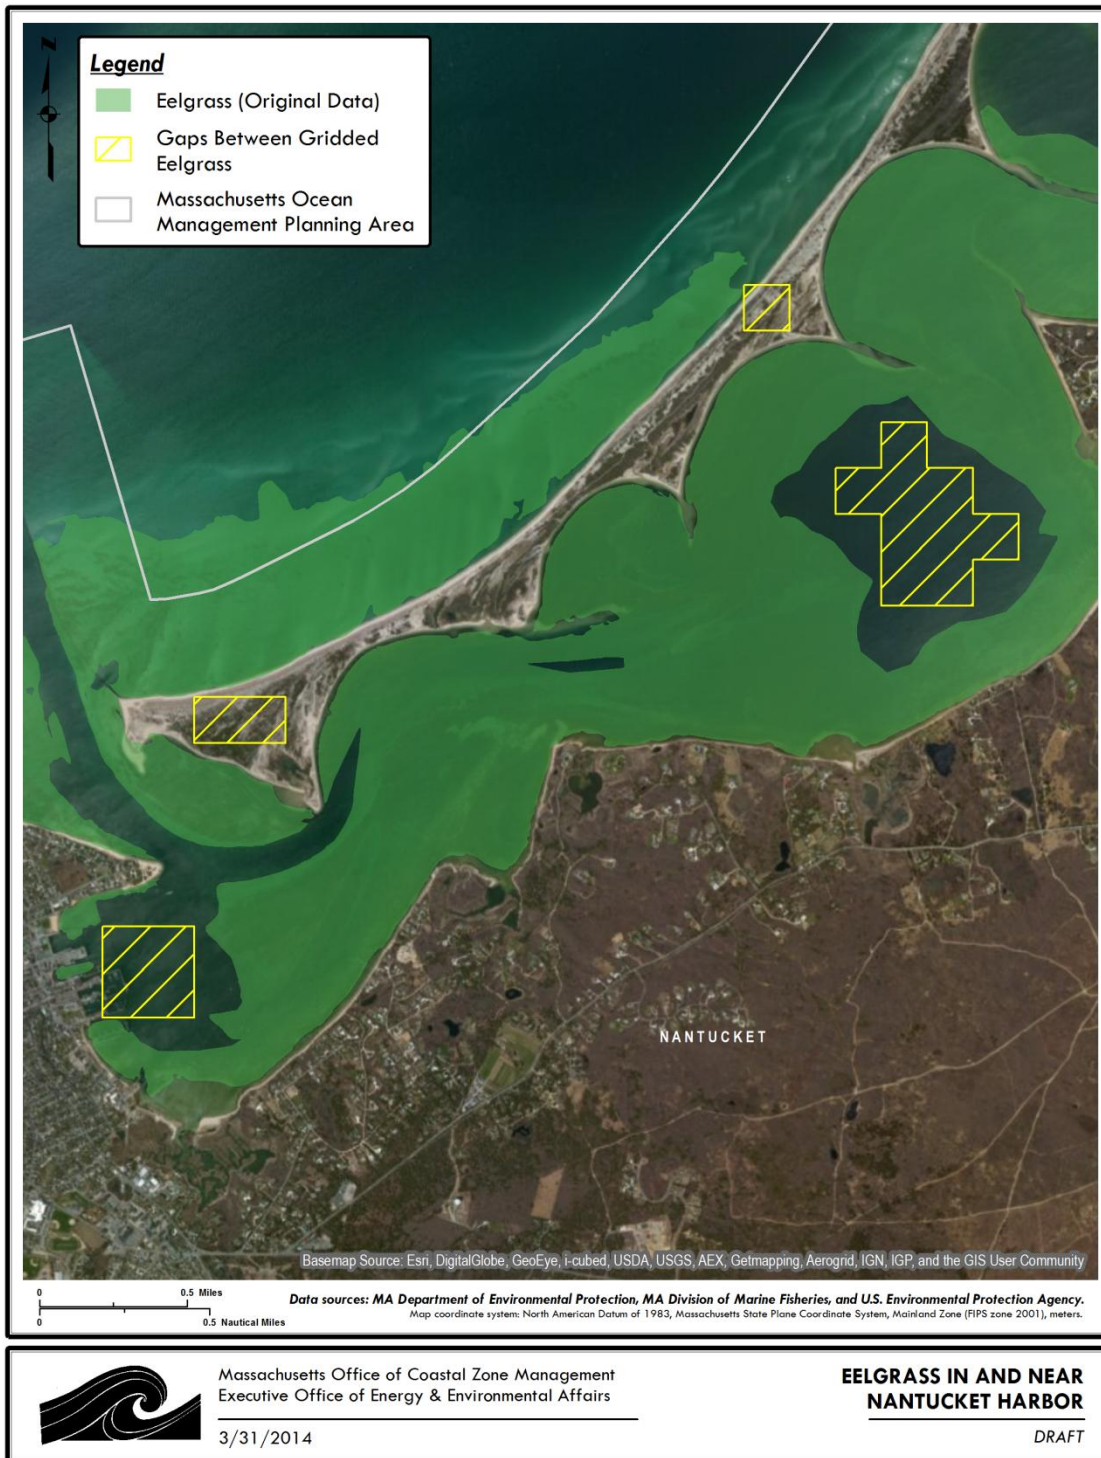 N
Legend
Eelgrass (Original Data)
Gaps Between Gridded
Eelgrass
Massachusetts Ocean
Management Planning Area
NANTUCKET
Basemap Source: Esri, DigitalGlobe, GeoEye, i-cubed, USDA, USGS, AEX, Getmapping, Aerogrid, IGN, IGP, and the GIS User Community
0 0.5 Miles
0 0.5 Nautical Miles
Data sources: MA Department of Environmental Protection, MA Division of Marine Fisheries, and U.S. Environmental Protection Agency.
Map coordinate system: North American Datum of 1983, Massachusetts State Plane Coordinate System, Mainland Zone (FIPS zone 2001), meters.
Massachusetts Office of Coastal Zone Management
Executive Office of Energy & Environmental Affairs
3/31/2014
EELGRASS IN AND NEAR
NANTUCKET HARBOR
DRAFT